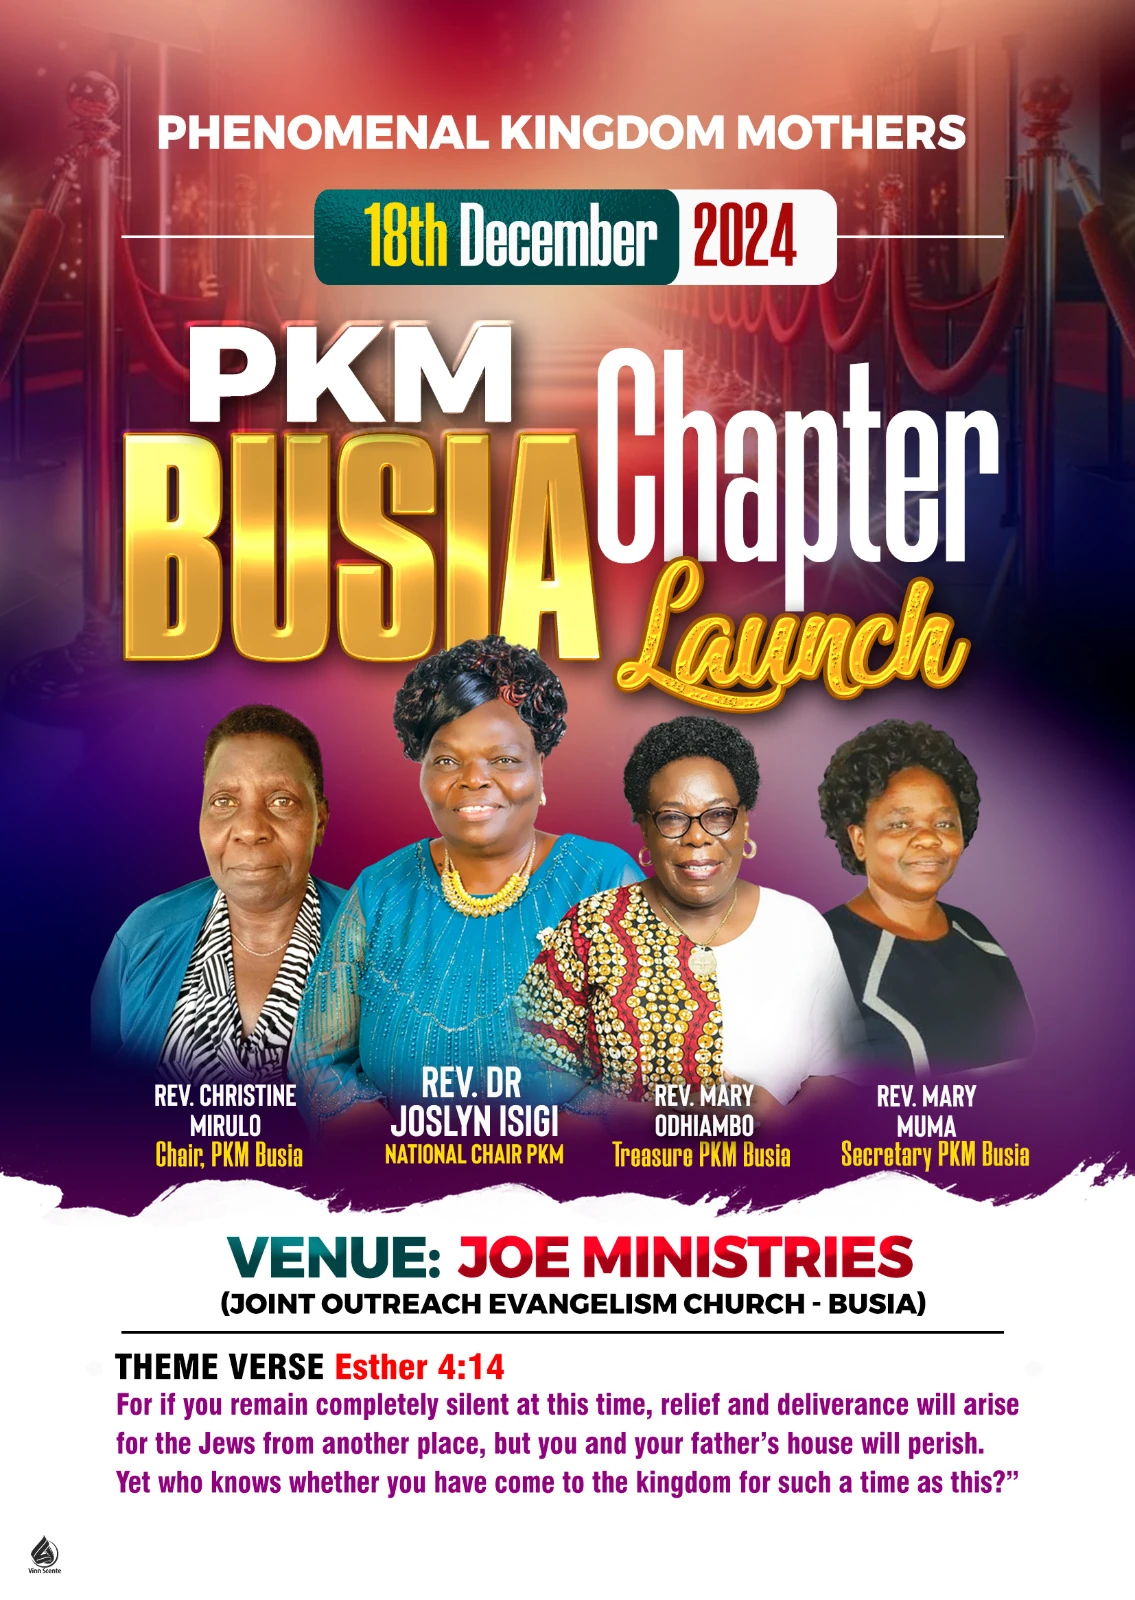 PHENOMENAL KINGDOM MOTHERS
18th December 2024
PKM
BUSIA
Chapter
Launch
REV. CHRISTINE
MIRULO
Chair, PKM Busia
REV. DR
JOSLYN ISIGI
NATIONAL CHAIR PKM
REV. MARY
ODHIAMBO
Treasure PKM Busia
REV. MARY
MUMA
Secretary PKM Busia
VENUE: JOE MINISTRIES
(JOINT OUTREACH EVANGELISM CHURCH - BUSIA)
THEME VERSE Esther 4:14
For if you remain completely silent at this time, relief and deliverance will arise
for the Jews from another place, but you and your father’s house will perish.
Yet who knows whether you have come to the kingdom for such a time as this?”
Vinn Scente